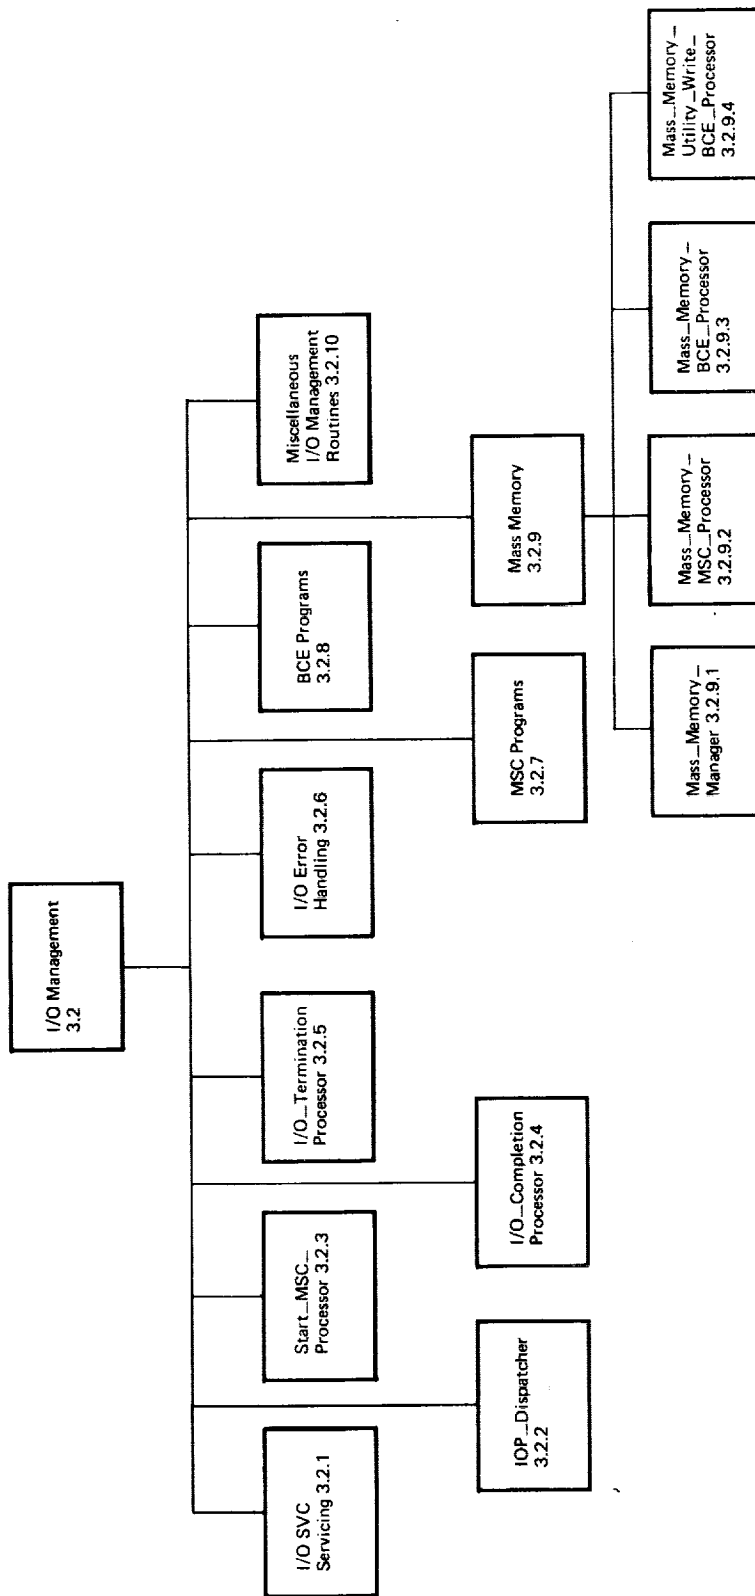 I/O Management
3.2
I/O SVC
Servicing 3.2.1
Start_MSC_
Processor 3.2.3
I/O_Termination
Processor 3.2.5
I/O Error
Handling 3.2.6
BCE Programs
3.2.8
Miscellaneous
I/O Management
Routines 3.2.10
IOP_Dispatcher
3.2.2
I/O_Completion
Processor 3.2.4
MSC Programs
3.2.7
Mass Memory
3.2.9
Mass_Memory_
Manager 3.2.9.1
Mass_Memory_
MSC_Processor
3.2.9.2
Mass_Memory_
BCE_Processor
3.2.9.3
Mass_Memory_
Utility_Write_
BCE_Processor
3.2.9.4